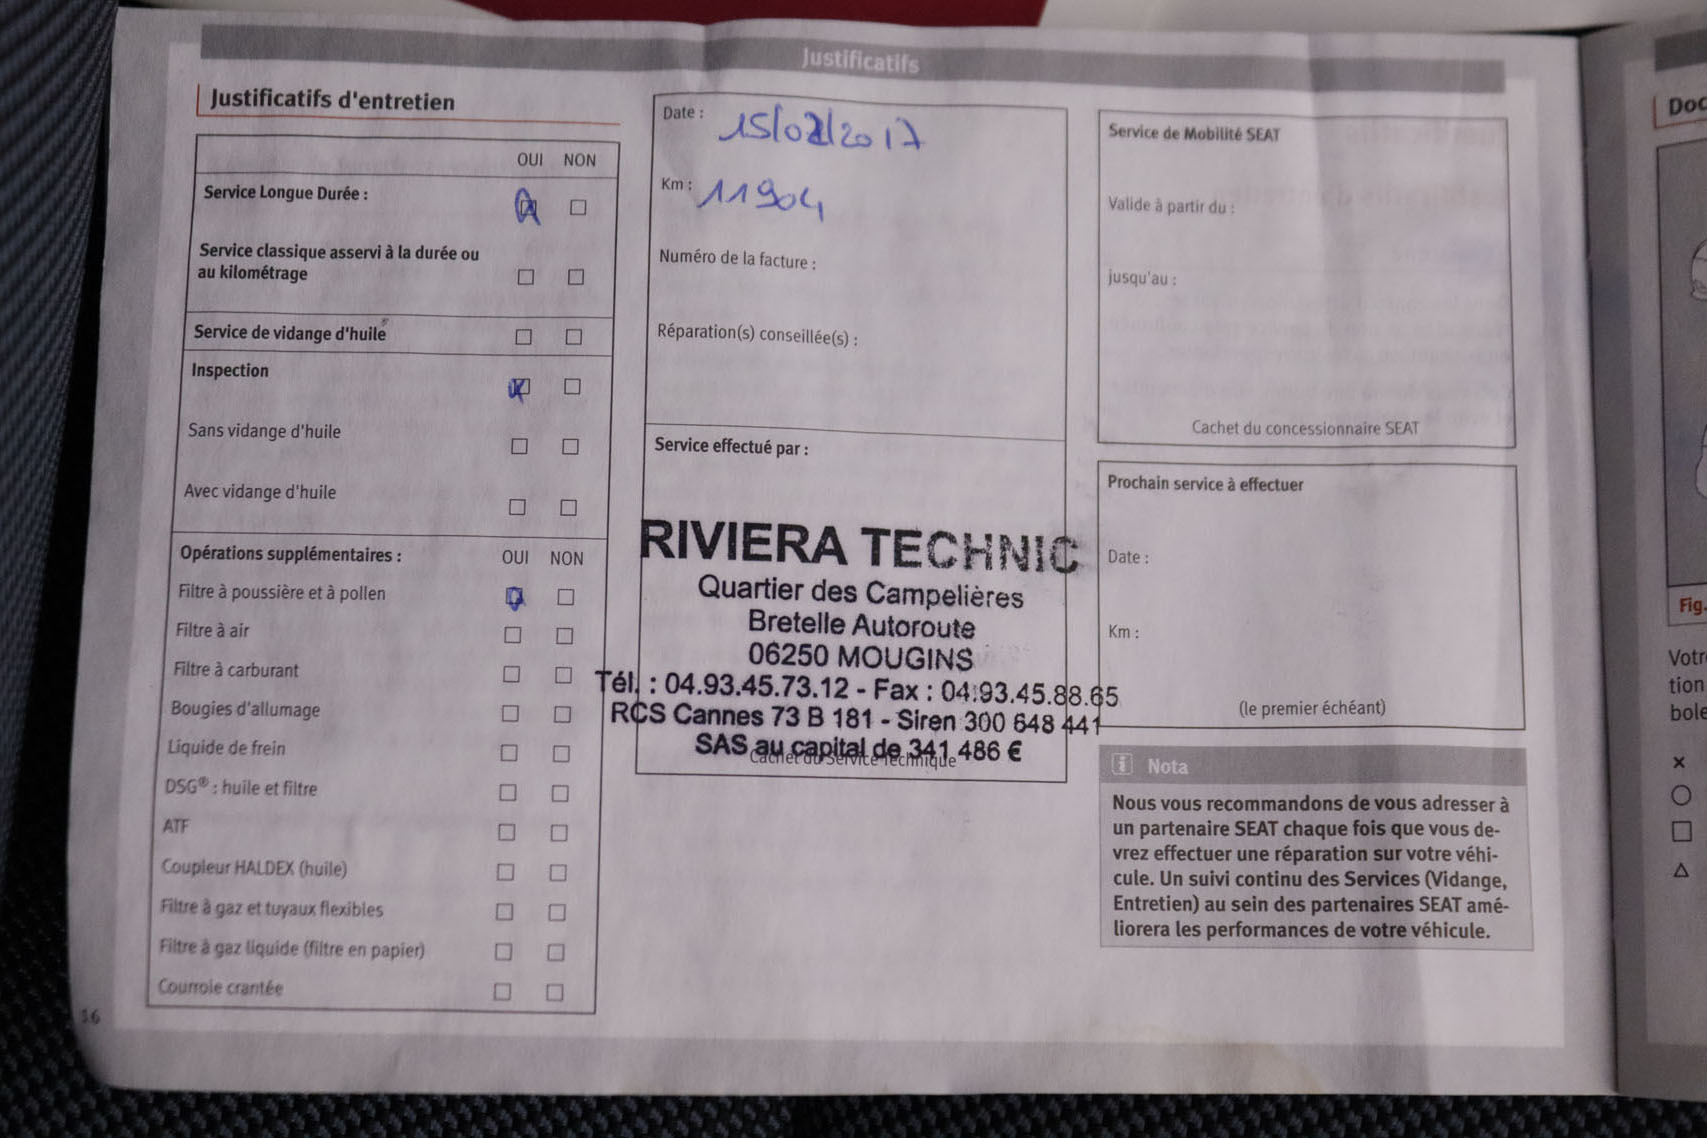 Justificatifs
Justificatifs d'entretien
OUI NON
Service Longue Durée :
Service classique asservi à la durée ou
au kilométrage
Service de vidange d'huile
Inspection
Sans vidange d'huile
Avec vidange d'huile
Opérations supplémentaires : OUI NON
Filtre à poussière et à pollen
Filtre à air
Filtre à carburant
Bougies d'allumage
Liquide de frein
DSG® : huile et filtre
ATF
Coupleur HALDEX (huile)
Filtre à gaz et tuyaux flexibles
Filtre à gaz liquide (filtre en papier)
Courroie crantée
16
Date : 15/02/2017
Km : 11904
Numéro de la facture :
Réparation(s) conseillée(s) :
Service effectué par :
RIVIERA TECHNIC
Quartier des Campelières
Bretelle Autoroute
06250 MOUGINS
Tél. : 04.93.45.73.12 - Fax : 04.93.45.88.65
RCS Cannes 73 B 181 - Siren 300 648 441
SAS au capital de 341 486 €
Cachet du Service Technique
Service de Mobilité SEAT
Valide à partir du :
jusqu'au :
Cachet du concessionnaire SEAT
Prochain service à effectuer
Date :
Km :
(le premier échéant)
Nota
Nous vous recommandons de vous adresser à
un partenaire SEAT chaque fois que vous de-
vrez effectuer une réparation sur votre véhi-
cule. Un suivi continu des Services (Vidange,
Entretien) au sein des partenaires SEAT amé-
liorera les performances de votre véhicule.
Doc
Fig.
Votr
tion
bole